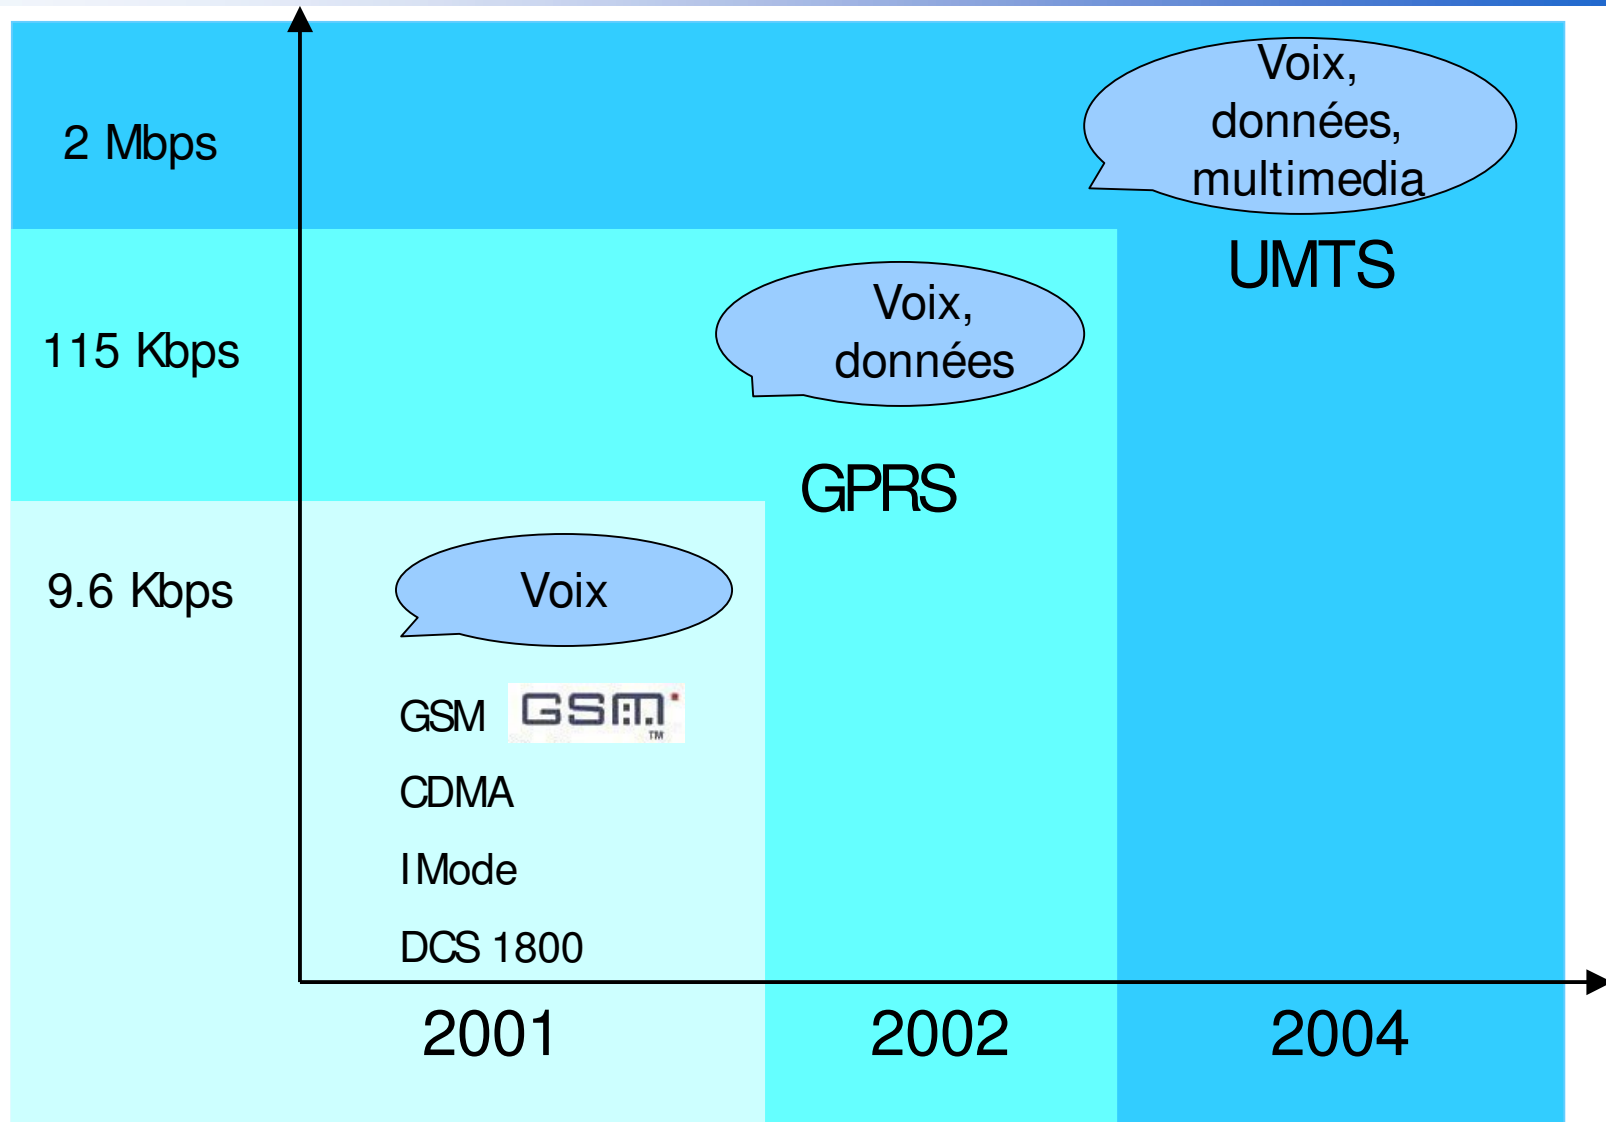 Voix,
données,
multimedia
2 Mbps
UMTS
Voix,
données
115 Kbps
GPRS
Voix
9.6 Kbps
GSM GSM TM
CDMA
IMode
DCS 1800
2001 2002 2004